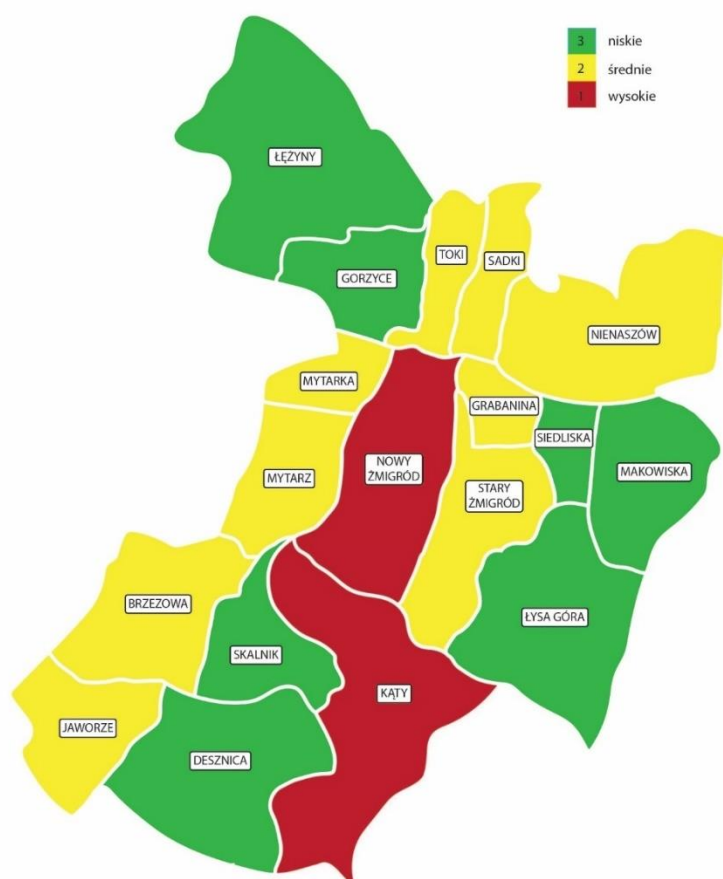 3 niskie
2 średnie
1 wysokie
ŁĘŻYNY
GORZYCE
TOKI
SADKI
NIENASZÓW
MYTARKA
GRABANINA
SIEDLISKA
MAKOWISKA
MYTARZ
NOWY
ŻMIGRÓD
STARY
ŻMIGRÓD
BRZEZOWA
ŁYSA GÓRA
SKALNIK
KĄTY
JAWORZE
DESZNICA